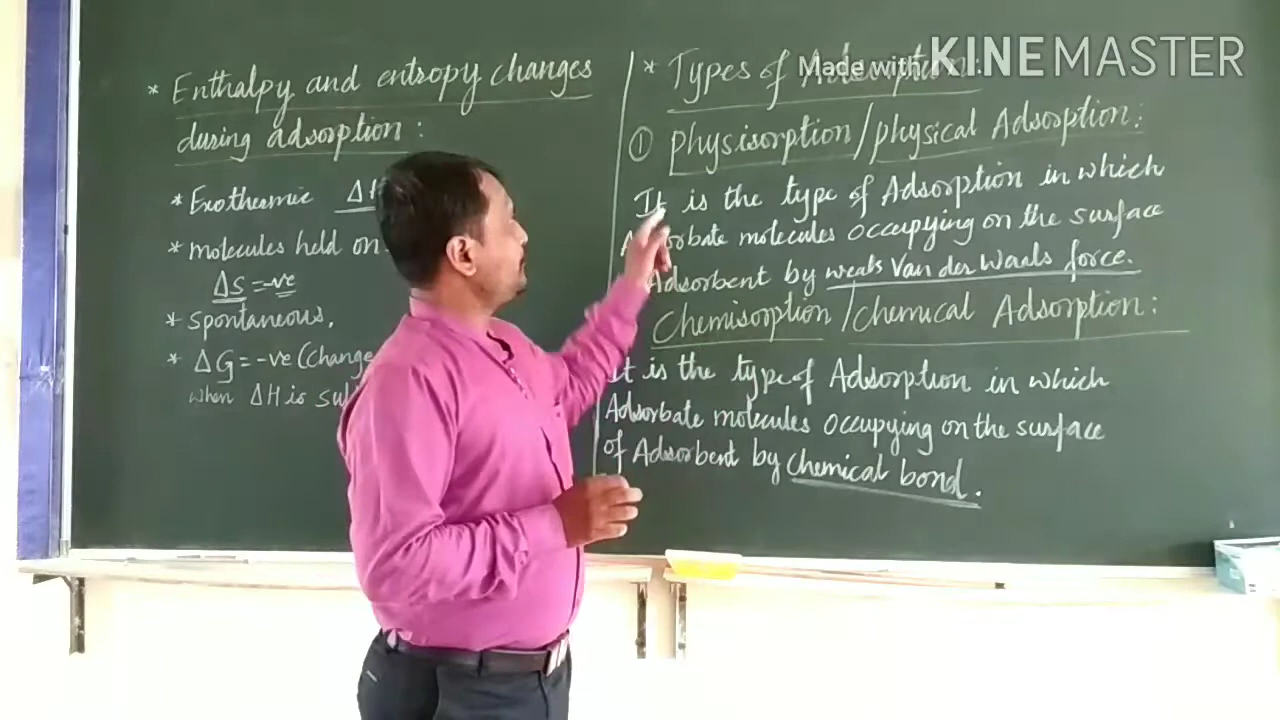 * Enthalpy and entropy changes
during adsorption :
* Exothermic ΔH
* molecules held on
ΔS = -ve
* spontaneous.
* ΔG = -ve (change
when ΔH is
* Types of
Made with KINEMASTER
① physisorption / physical Adsorption :
It is the type of Adsorption in which
molecules occupying on the surface
Adsorbent by weak Van der Waals force.
Chemisorption / chemical Adsorption :
It is the type of Adsorption in which
Adsorbate molecules occupying on the surface
of Adsorbent by chemical bond.